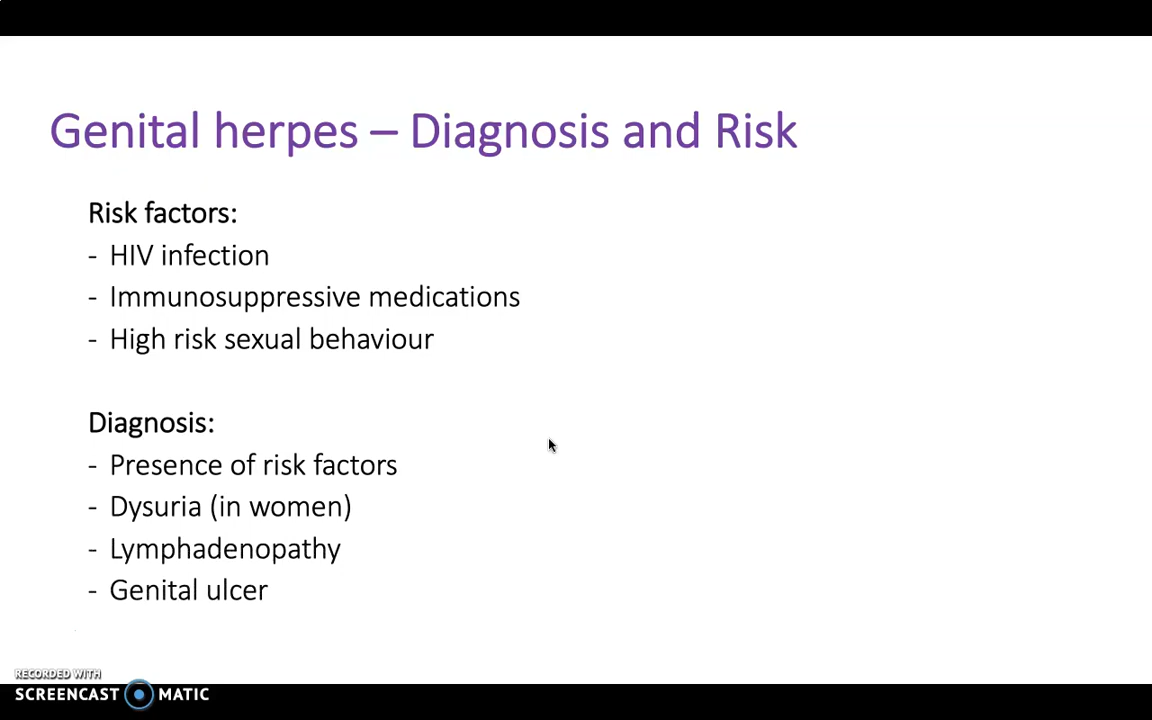 Genital herpes – Diagnosis and Risk
Risk factors:
- HIV infection
- Immunosuppressive medications
- High risk sexual behaviour
Diagnosis:
- Presence of risk factors
- Dysuria (in women)
- Lymphadenopathy
- Genital ulcer
RECORDED WITH
SCREENCAST MATIC